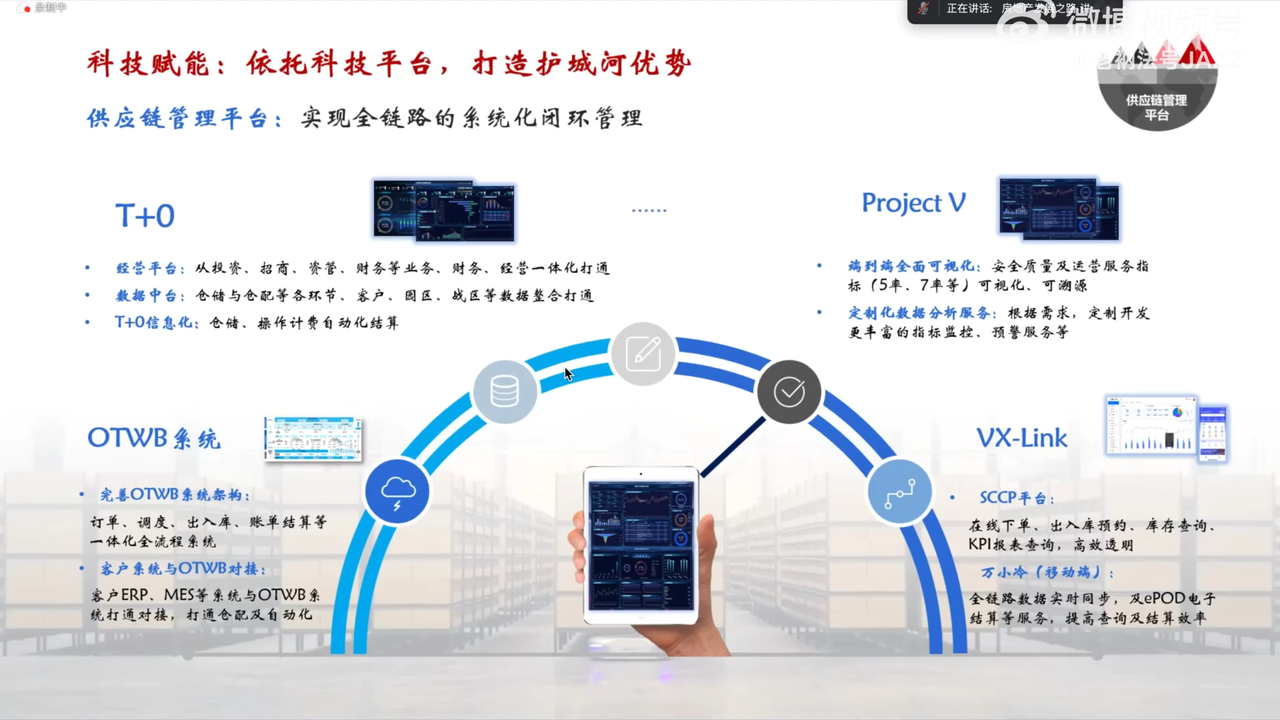 录制中
正在讲话: 房地产发展之路 讲
微博视频号
科技赋能：依托科技平台，打造护城河优势
供应链管理平台：实现全链路的系统化闭环管理
供应链管理
平台
T+0
······
Project V
• 经营平台：从投资、招商、资管、财务等业务、财务、经营一体化打通
• 数据中台：仓储与仓配等各环节、客户、园区、战区等数据整合打通
• T+0信息化：仓储、操作计费自动化结算
• 端到端全面可视化：安全质量及运营服务指
标（5率、7率等）可视化、可溯源
• 定制化数据分析服务：根据需求，定制开发
更丰富的指标监控、预警服务等
OTWB系统
• 完善OTWB系统架构：
订单、调度、出入库、账单结算等
一体化全流程系统
• 客户系统与OTWB对接：
客户ERP、MES等系统与OTWB系
统打通对接，打通仓配及自动化
VX-Link
• SCCP平台：
在线下单、出入库预约、库存查询、
KPI报表查询，高效透明
万小冷（移动端）：
全链路数据实时同步，及ePOD电子
结算等服务，提高查询及结算效率